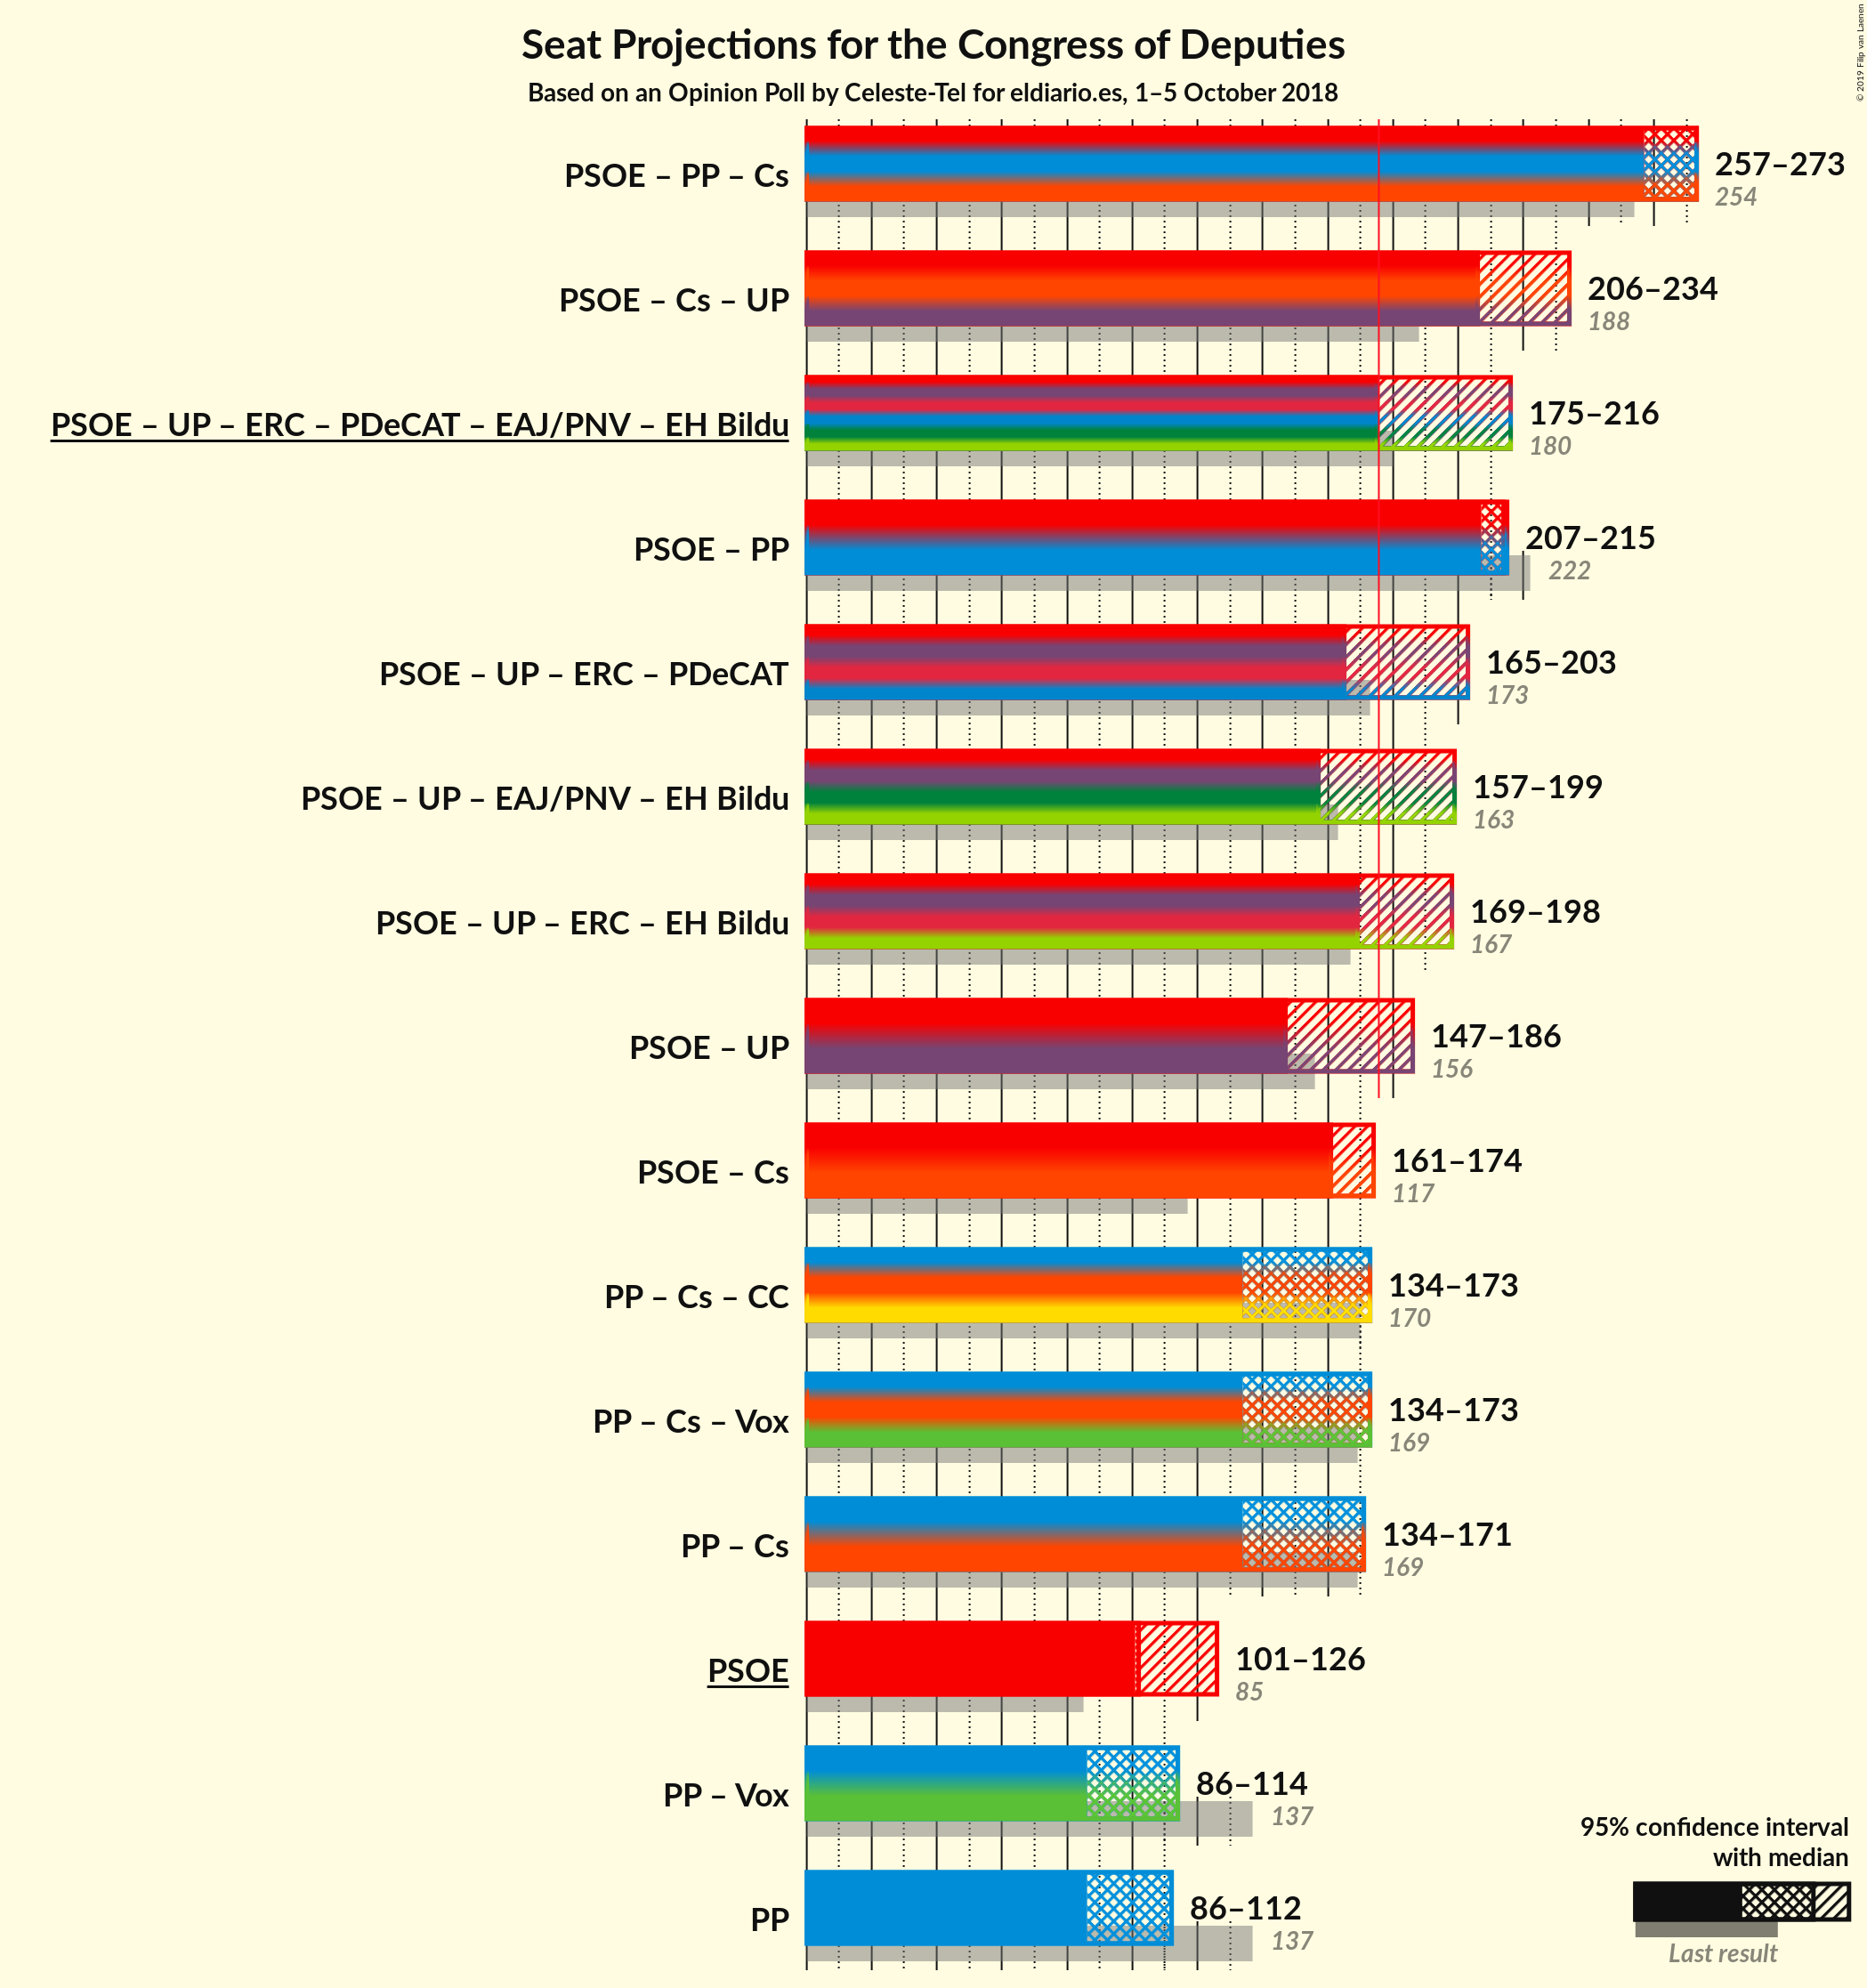 Seat Projections for the Congress of Deputies
Based on an Opinion Poll by Celeste-Tel for eldiario.es, 1–5 October 2018
© 2019 Filip van Laenen
PSOE – PP – Cs
257–273
254
PSOE – Cs – UP
206–234
188
PSOE – UP – ERC – PDeCAT – EAJ/PNV – EH Bildu
175–216
180
PSOE – PP
207–215
222
PSOE – UP – ERC – PDeCAT
165–203
173
PSOE – UP – EAJ/PNV – EH Bildu
157–199
163
PSOE – UP – ERC – EH Bildu
169–198
167
PSOE – UP
147–186
156
PSOE – Cs
161–174
117
PP – Cs – CC
134–173
170
PP – Cs – Vox
134–173
169
PP – Cs
134–171
169
PSOE
101–126
85
PP – Vox
86–114
137
PP
86–112
137
95% confidence interval
with median
Last result